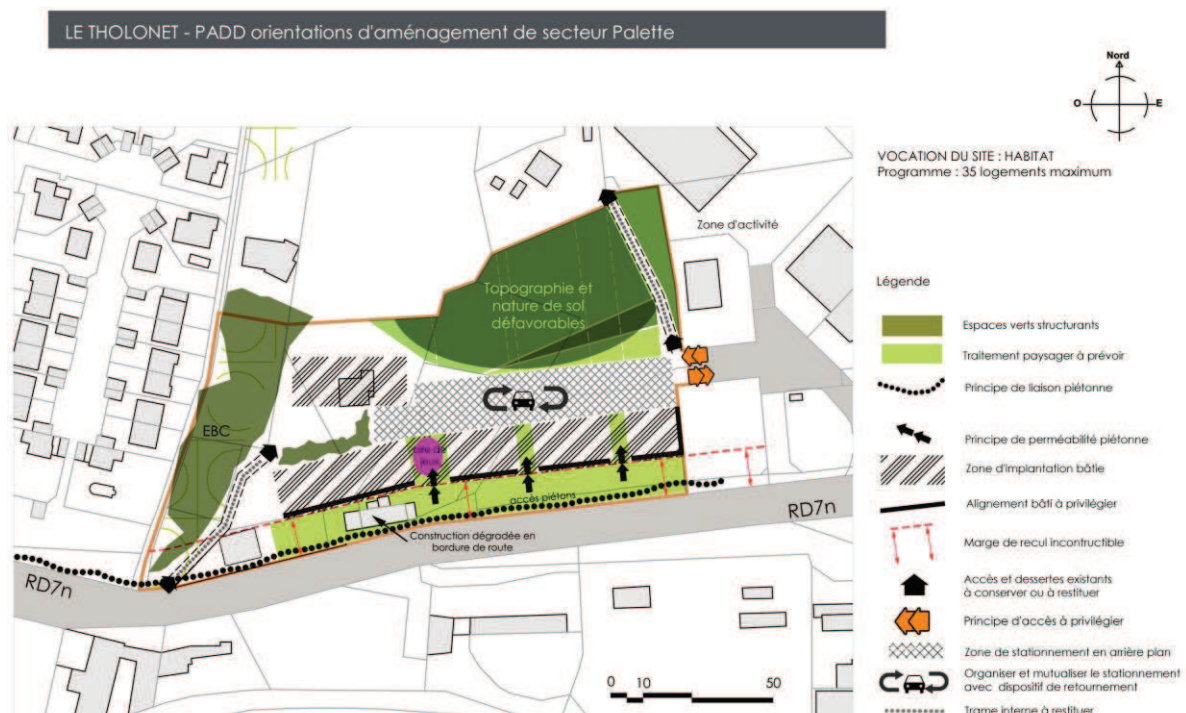 LE THOLONET - PADD orientations d'aménagement de secteur Palette
Nord
O
E
VOCATION DU SITE : HABITAT
Programme : 35 logements maximum
Zone d'activité
Topographie et
nature de sol
défavorables
EBC
aire de
jeux
accès piétons
Construction dégradée en
bordure de route
RD7n
RD7n
0 10 50
Légende
Espaces verts structurants
Traitement paysager à prévoir
Principe de liaison piétonne
Principe de perméabilité piétonne
Zone d'implantation bâtie
Alignement bâti à privilégier
Marge de recul incontructible
Accès et dessertes existants
à conserver ou à restituer
Principe d'accès à privilégier
Zone de stationnement en arrière plan
Organiser et mutualiser le stationnement
avec dispositif de retournement
Trame interne à restituer